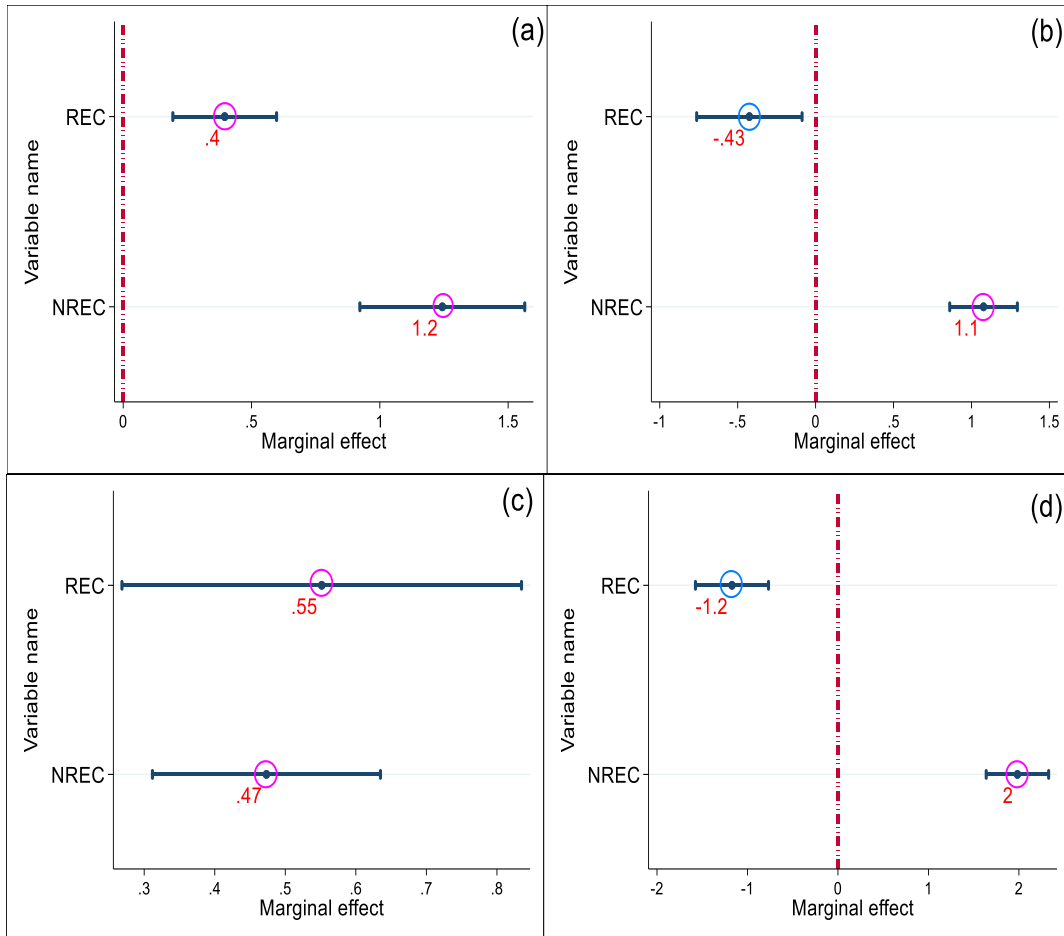 (a)
Variable name
REC
.4
NREC
1.2
0 .5 1 1.5
Marginal effect
(b)
Variable name
REC
-.43
NREC
1.1
-1 -.5 0 .5 1 1.5
Marginal effect
(c)
Variable name
REC
.55
NREC
.47
.3 .4 .5 .6 .7 .8
Marginal effect
(d)
Variable name
REC
-1.2
NREC
2
-2 -1 0 1 2
Marginal effect